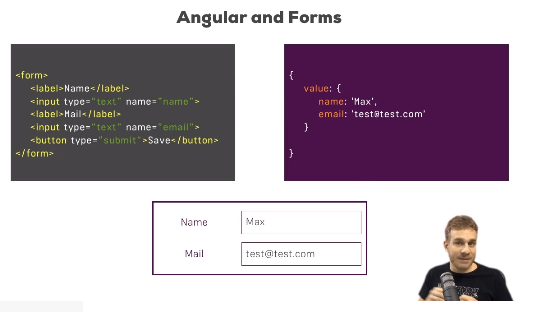 Angular and Forms
<form>
<label>Name</label>
<input type="text" name="name">
<label>Mail</label>
<input type="text" name="email">
<button type="submit">Save</button>
</form>
{
value: {
name: 'Max',
email: 'test@test.com'
}
}
Name
Max
Mail
test@test.com